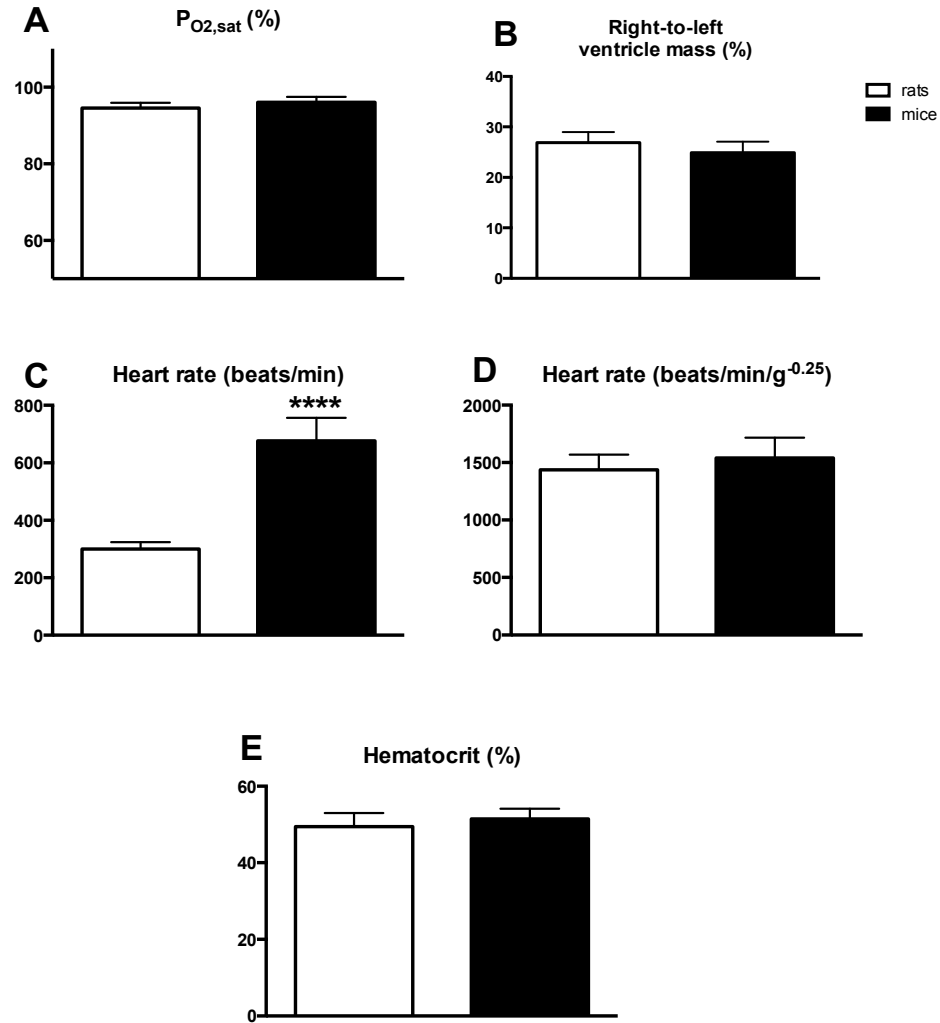 A
P_O2,sat (%)
100
80
60
B
Right-to-left
ventricle mass (%)
40
30
20
10
0
rats
mice
C
Heart rate (beats/min)
****
800
600
400
200
0
D
Heart rate (beats/min/g^-0.25)
2000
1500
1000
500
0
E
Hematocrit (%)
60
40
20
0